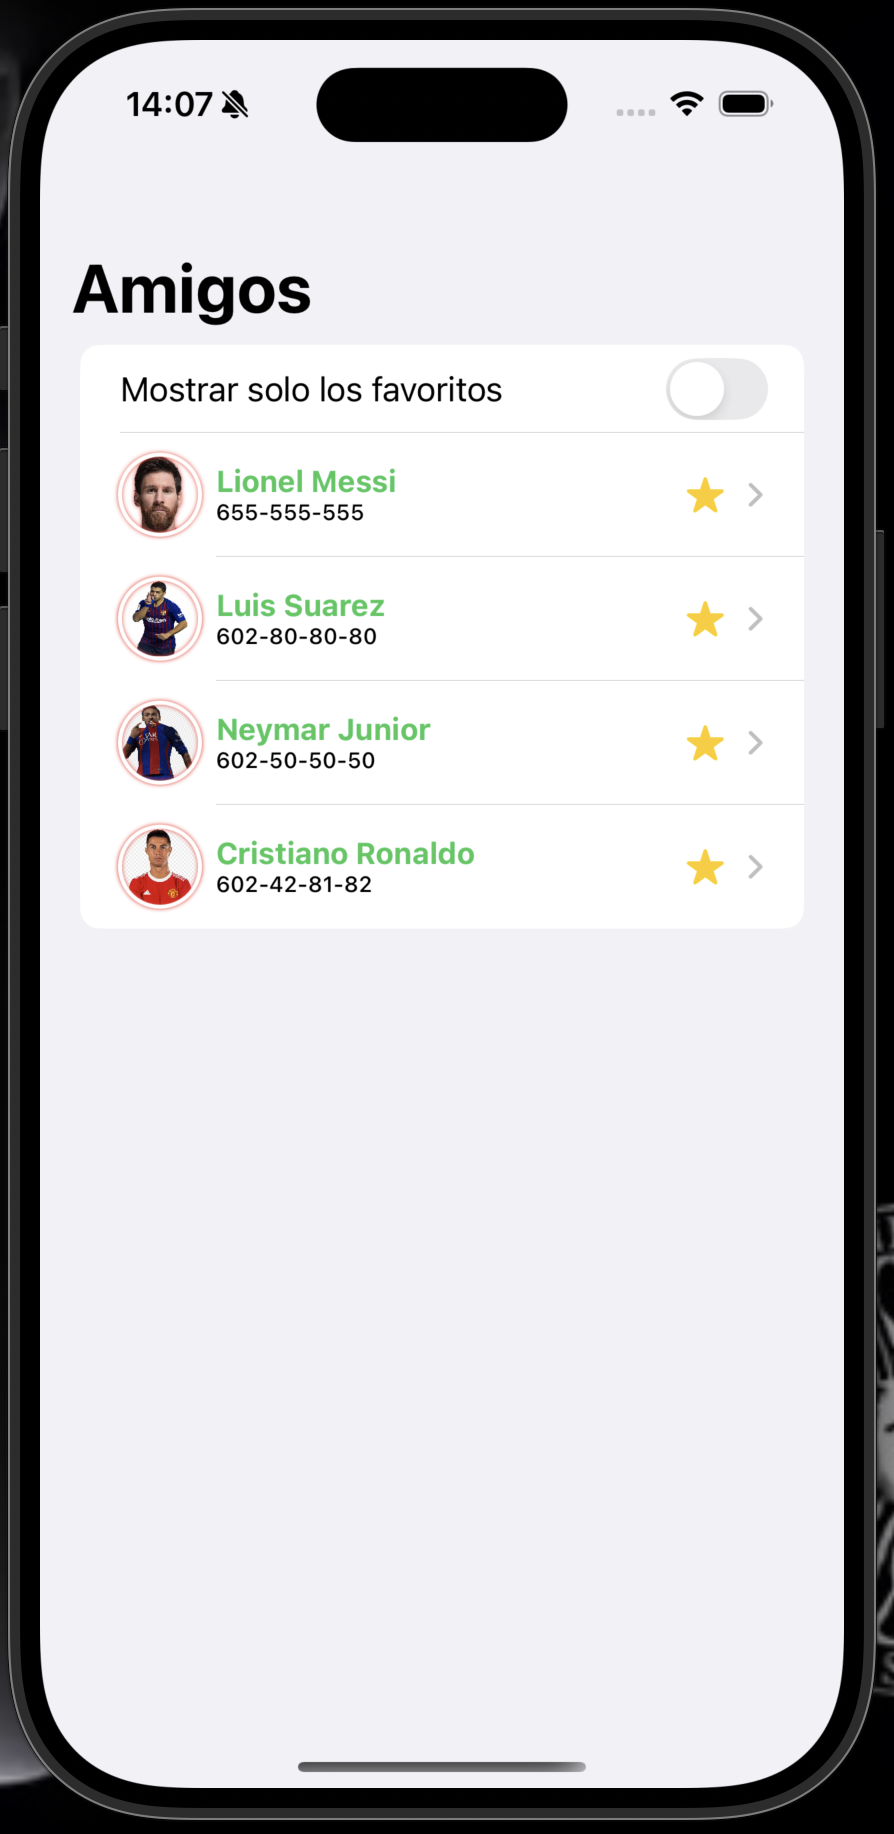 14:07
Amigos
Mostrar solo los favoritos
Lionel Messi
655-555-555
Luis Suarez
602-80-80-80
Neymar Junior
602-50-50-50
Cristiano Ronaldo
602-42-81-82